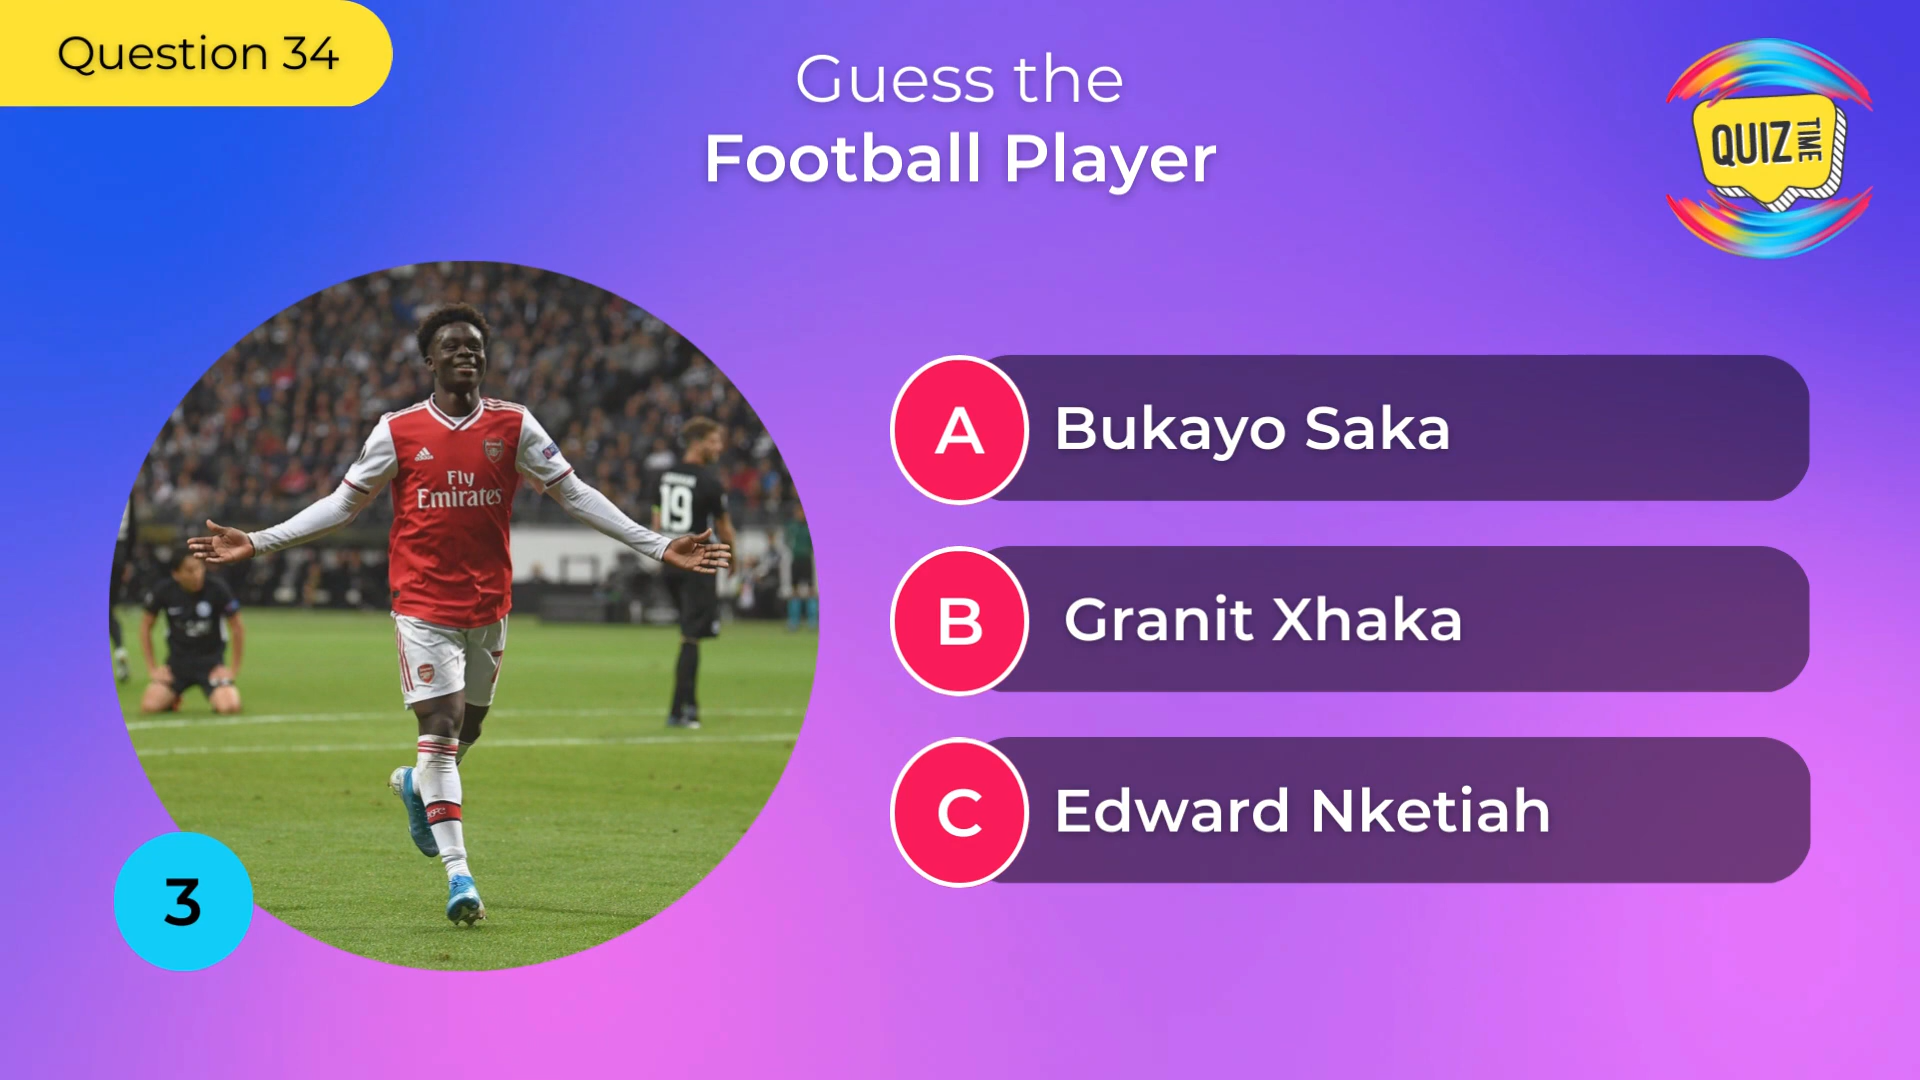 Question 34
Guess the
Football Player
QUIZ
TIME
Fly
Emirates
19
A
Bukayo Saka
B
Granit Xhaka
C
Edward Nketiah
3